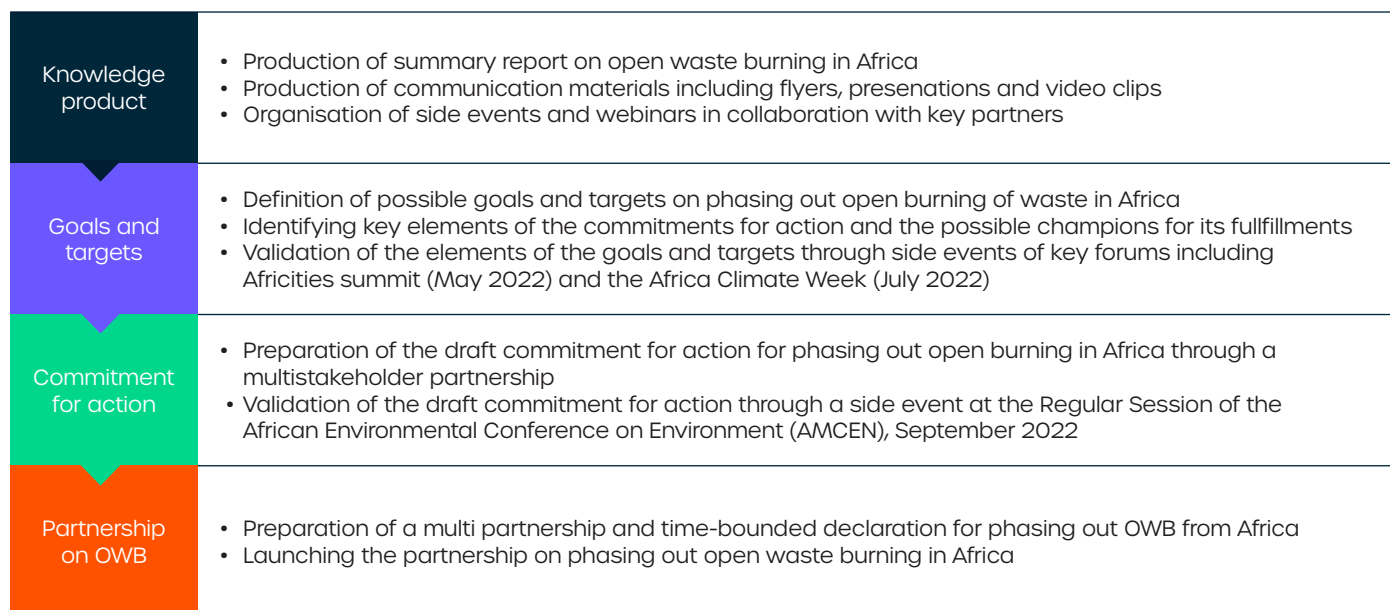 Knowledge
product
• Production of summary report on open waste burning in Africa
• Production of communication materials including flyers, presenations and video clips
• Organisation of side events and webinars in collaboration with key partners
Goals and
targets
• Definition of possible goals and targets on phasing out open burning of waste in Africa
• Identifying key elements of the commitments for action and the possible champions for its fullfillments
• Validation of the elements of the goals and targets through side events of key forums including
Africities summit (May 2022) and the Africa Climate Week (July 2022)
Commitment
for action
• Preparation of the draft commitment for action for phasing out open burning in Africa through a
multistakeholder partnership
• Validation of the draft commitment for action through a side event at the Regular Session of the
African Environmental Conference on Environment (AMCEN), September 2022
Partnership
on OWB
• Preparation of a multi partnership and time-bounded declaration for phasing out OWB from Africa
• Launching the partnership on phasing out open waste burning in Africa